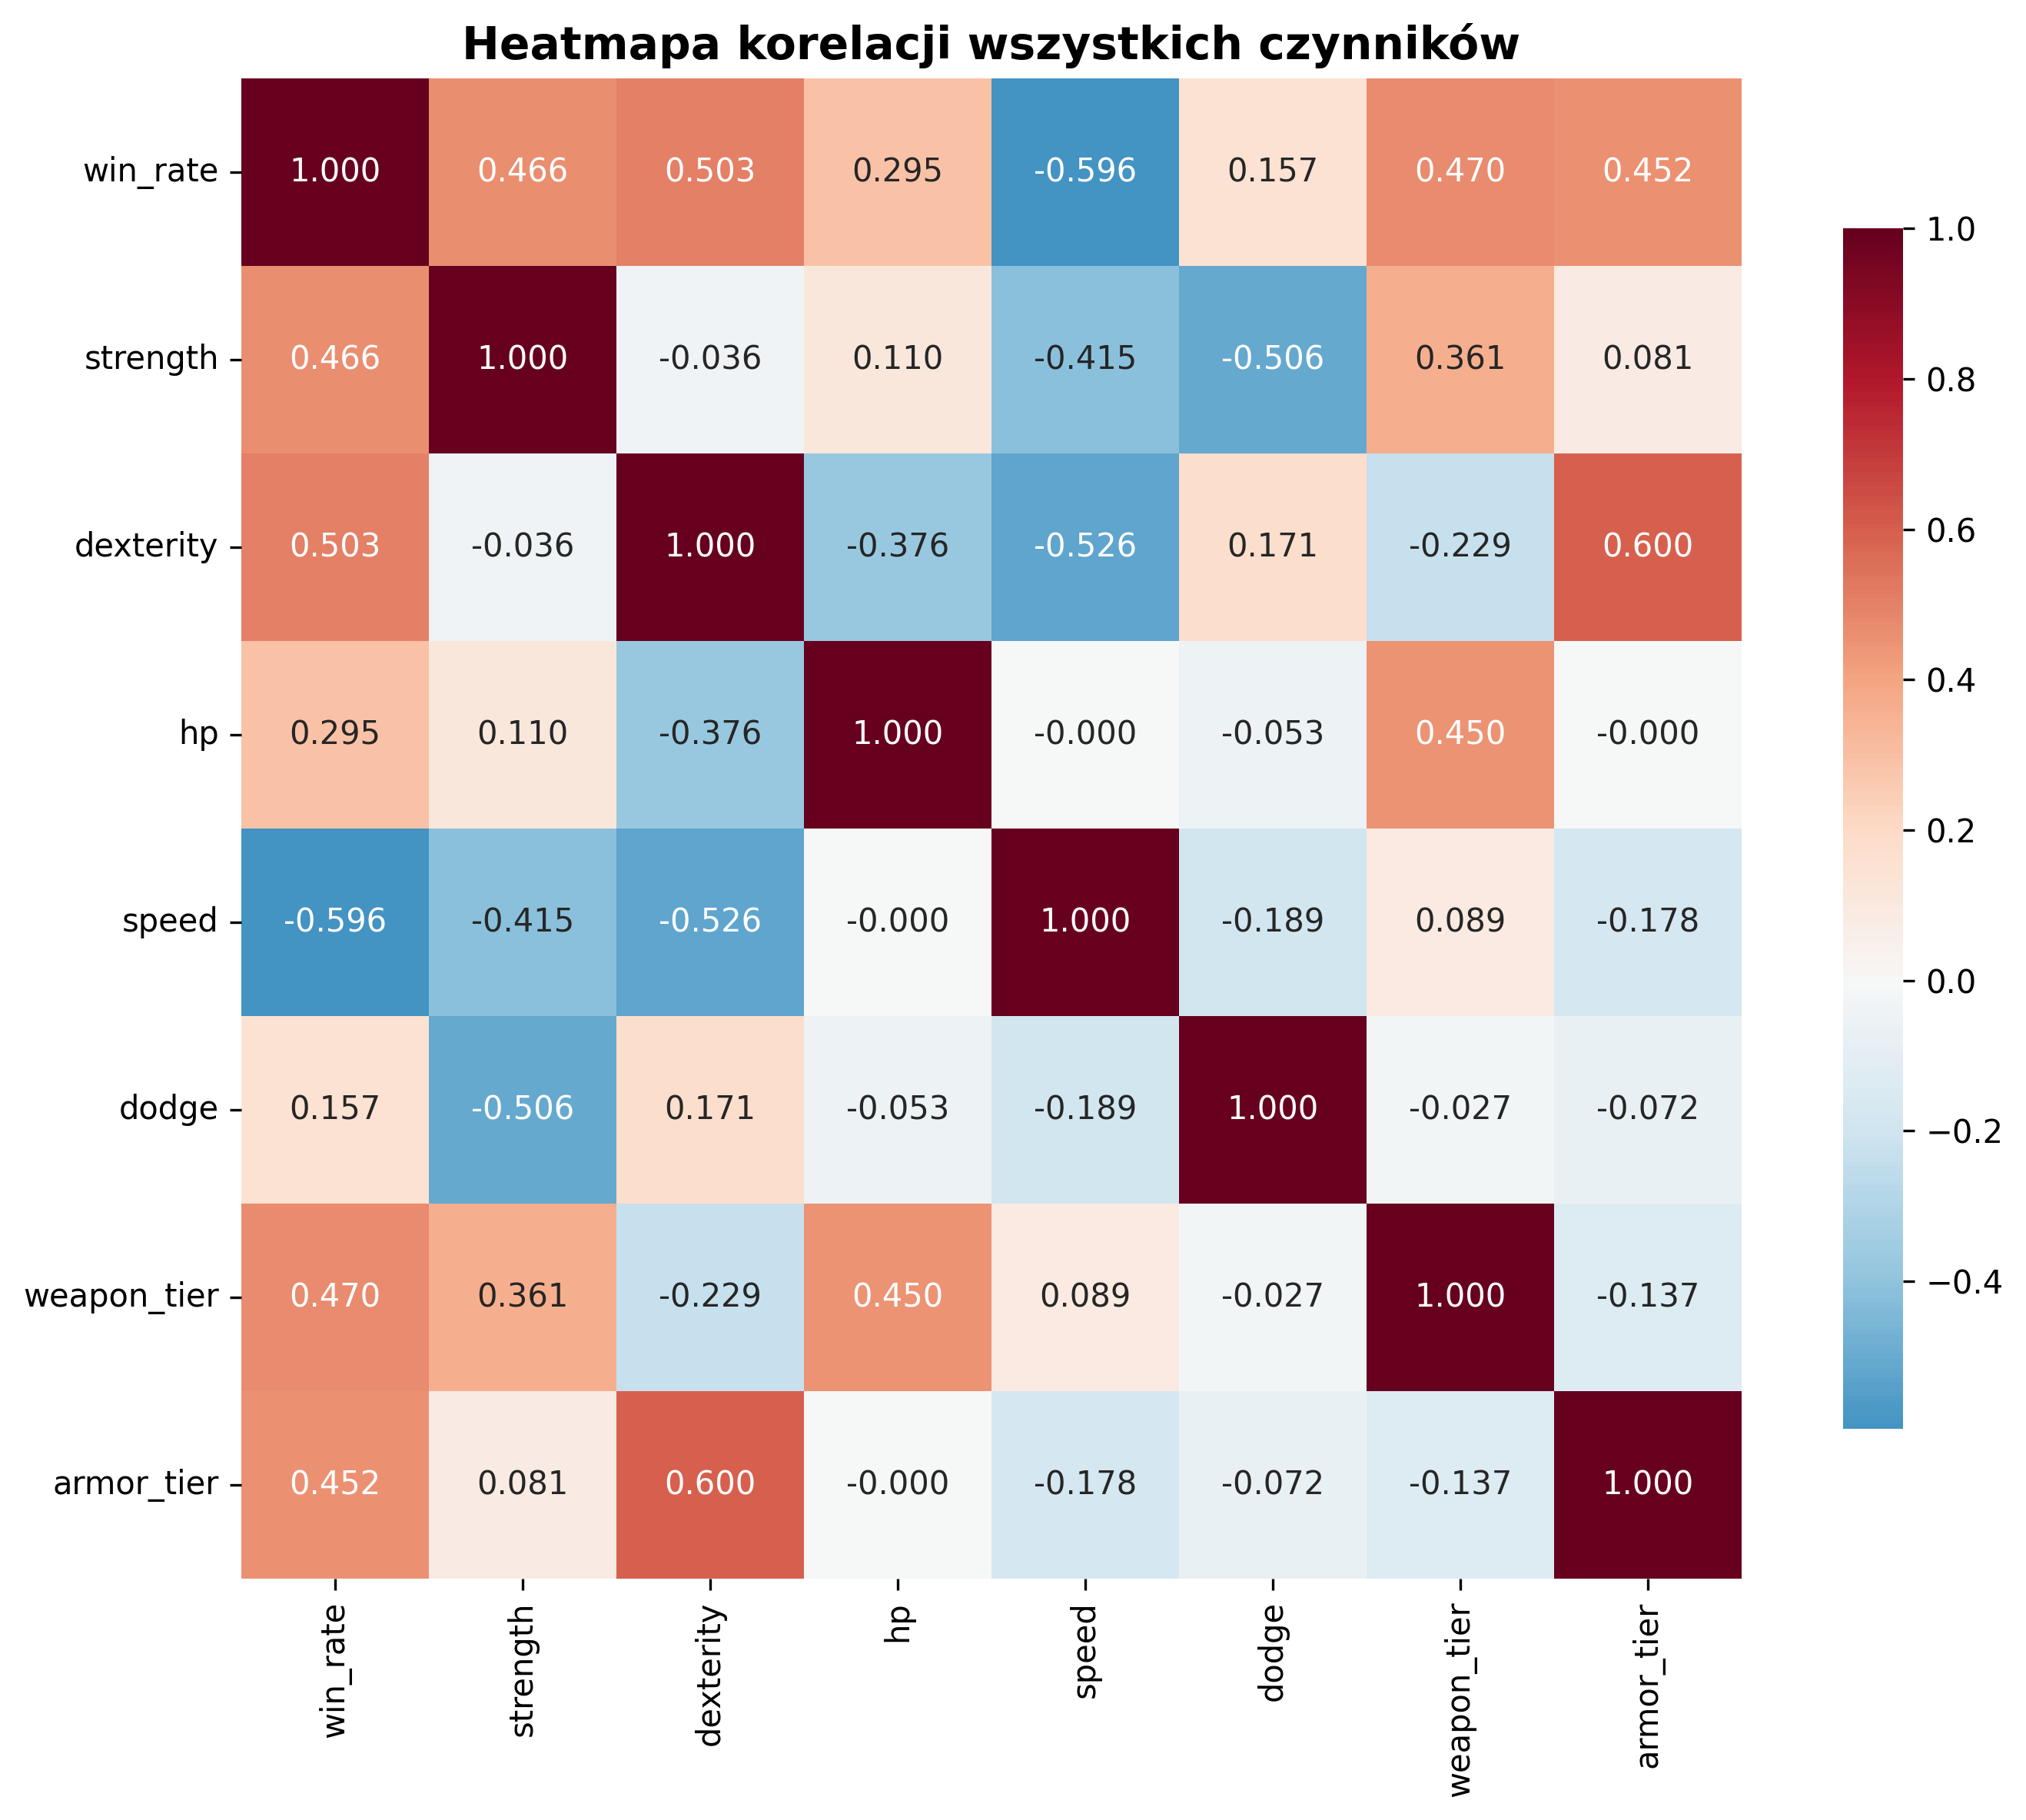 Heatmapa korelacji wszystkich czynników
win_rate 1.000 0.466 0.503 0.295 -0.596 0.157 0.470 0.452
strength 0.466 1.000 -0.036 0.110 -0.415 -0.506 0.361 0.081
dexterity 0.503 -0.036 1.000 -0.376 -0.526 0.171 -0.229 0.600
hp 0.295 0.110 -0.376 1.000 -0.000 -0.053 0.450 -0.000
speed -0.596 -0.415 -0.526 -0.000 1.000 -0.189 0.089 -0.178
dodge 0.157 -0.506 0.171 -0.053 -0.189 1.000 -0.027 -0.072
weapon_tier 0.470 0.361 -0.229 0.450 0.089 -0.027 1.000 -0.137
armor_tier 0.452 0.081 0.600 -0.000 -0.178 -0.072 -0.137 1.000
win_rate
strength
dexterity
hp
speed
dodge
weapon_tier
armor_tier
1.0
0.8
0.6
0.4
0.2
0.0
−0.2
−0.4